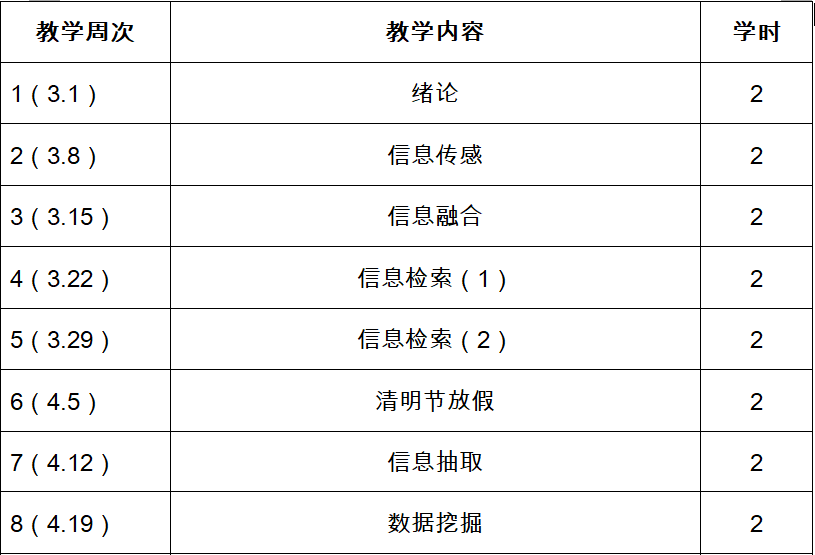 教学周次 教学内容 学时
1（3.1） 绪论 2
2（3.8） 信息传感 2
3（3.15） 信息融合 2
4（3.22） 信息检索（1） 2
5（3.29） 信息检索（2） 2
6（4.5） 清明节放假 2
7（4.12） 信息抽取 2
8（4.19） 数据挖掘 2